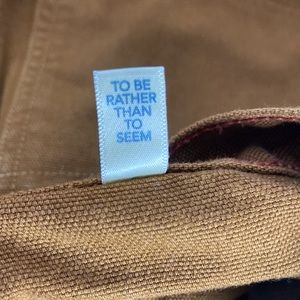 TO BE
RATHER
THAN
TO
SEEM